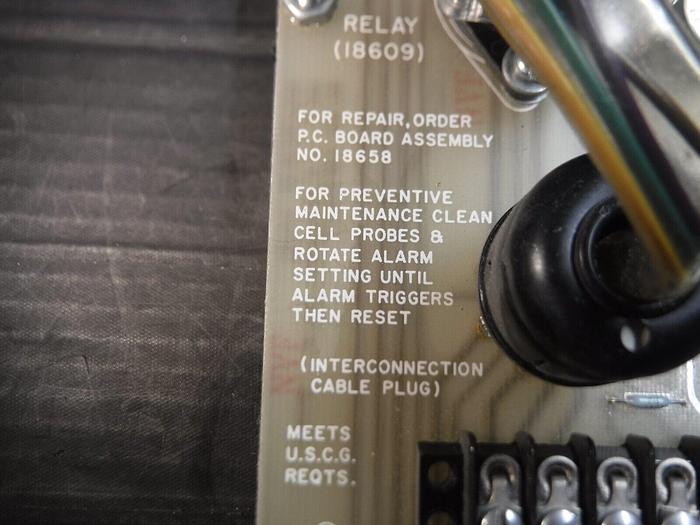 RELAY
(18609)
FOR REPAIR, ORDER
P.C. BOARD ASSEMBLY
NO. 18658
FOR PREVENTIVE
MAINTENANCE CLEAN
CELL PROBES &
ROTATE ALARM
SETTING UNTIL
ALARM TRIGGERS
THEN RESET
(INTERCONNECTION
CABLE PLUG)
MEETS
U.S.C.G.
REQTS.